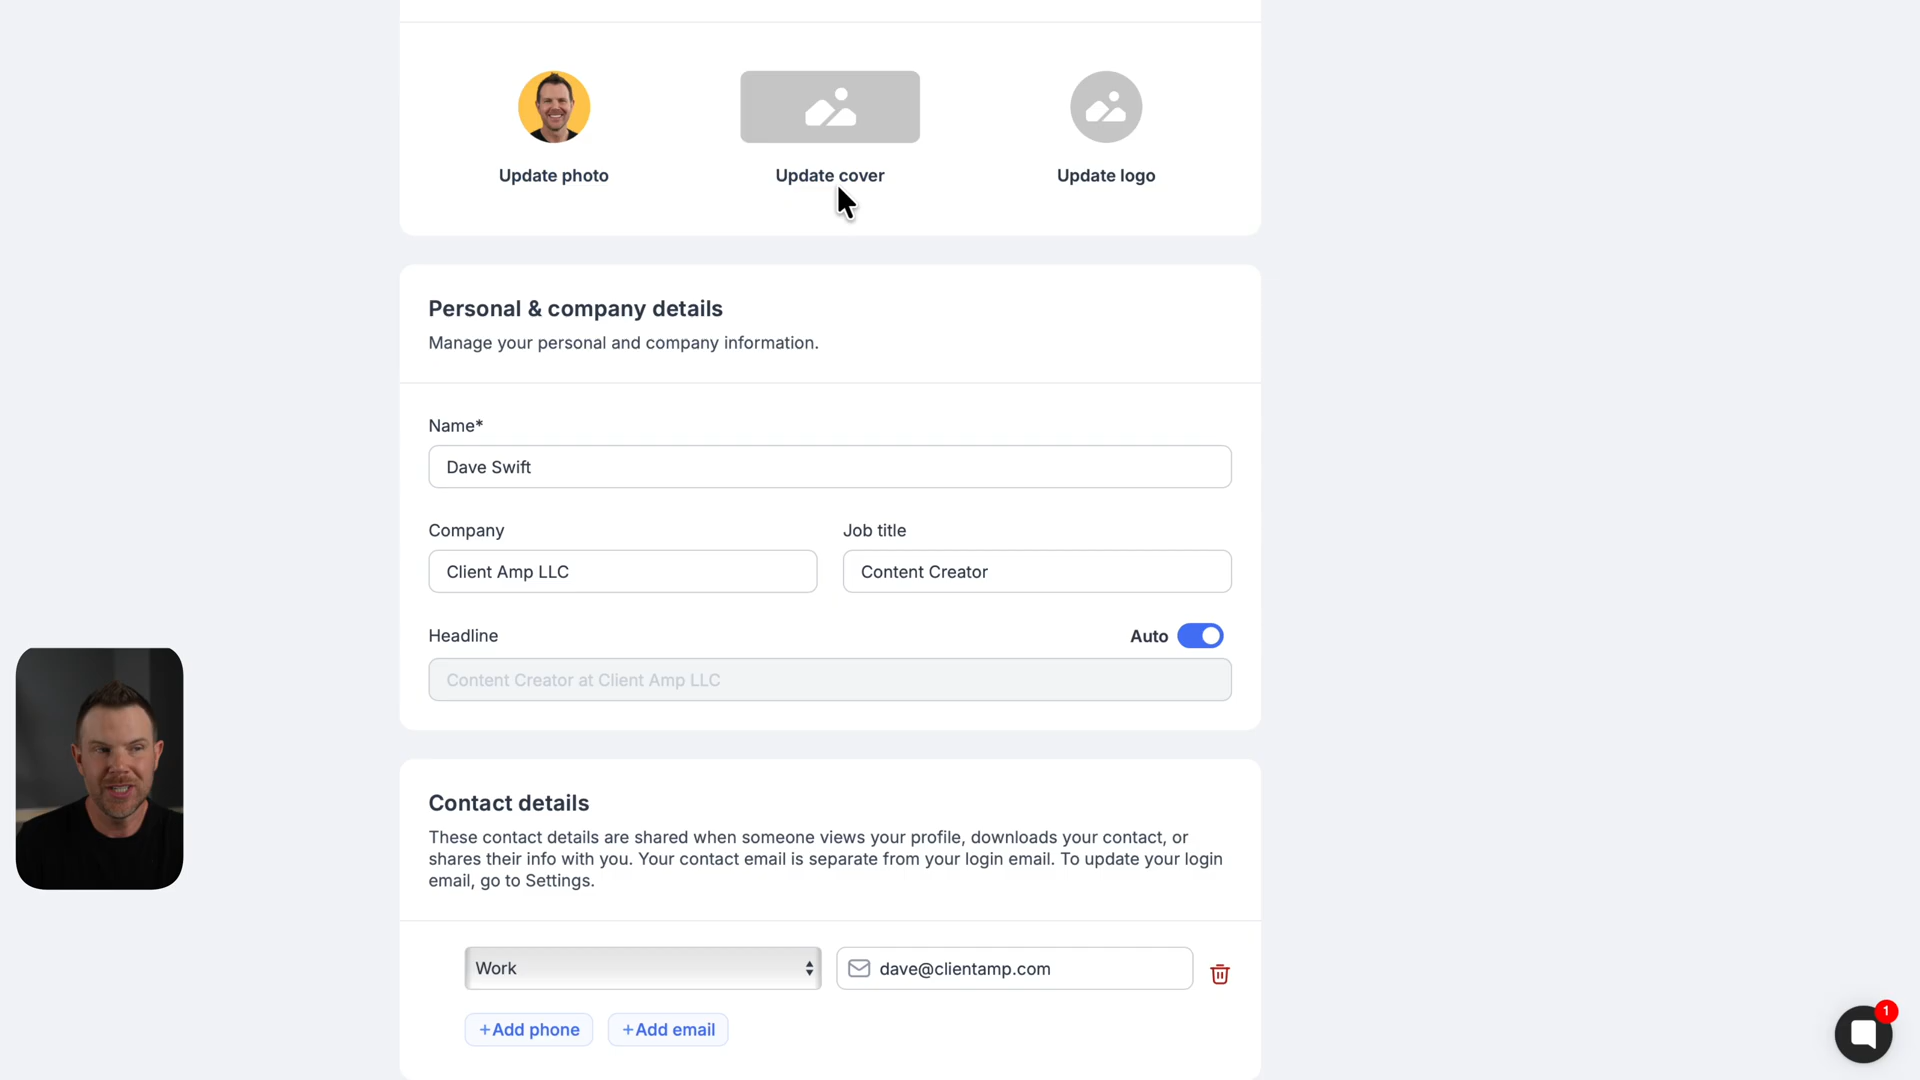 Update photo
Update cover
Update logo
Personal & company details
Manage your personal and company information.
Name*
Dave Swift
Company
Job title
Client Amp LLC
Content Creator
Headline
Auto
Content Creator at Client Amp LLC
Contact details
These contact details are shared when someone views your profile, downloads your contact, or
shares their info with you. Your contact email is separate from your login email. To update your login
email, go to Settings.
Work
dave@clientamp.com
+Add phone
+Add email
1